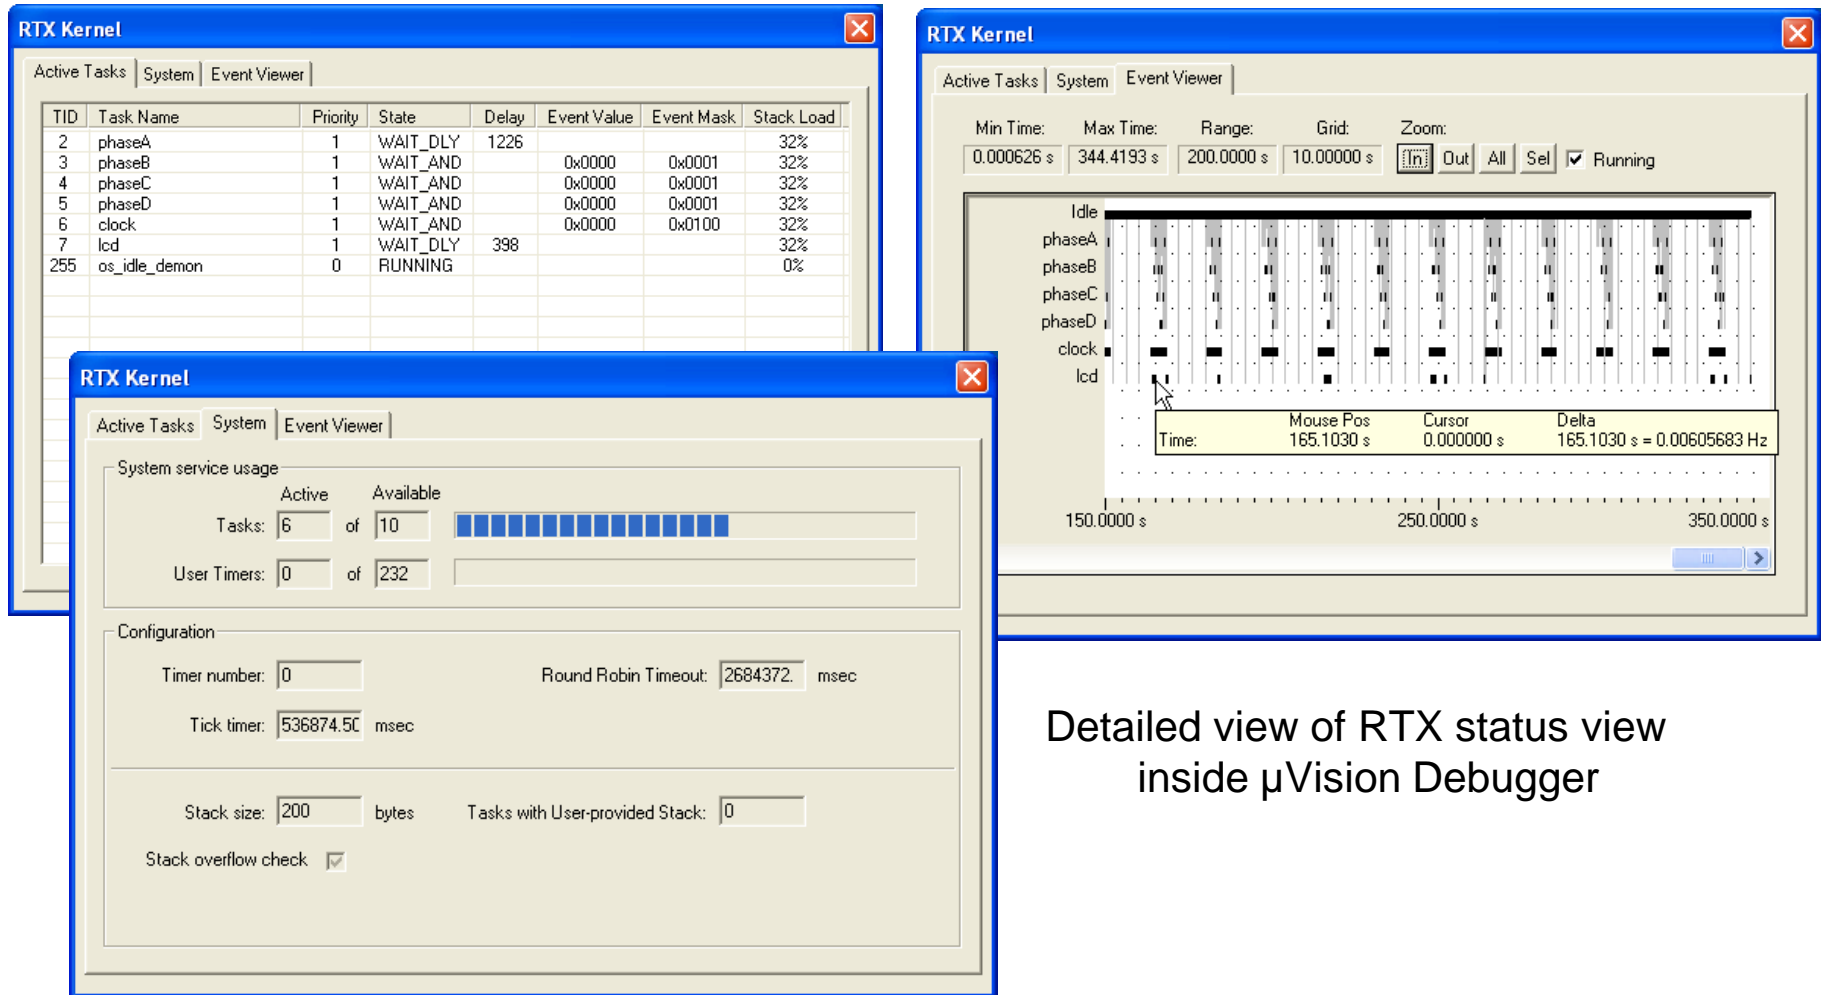 RTX Kernel
Active Tasks System Event Viewer
TID Task Name Priority State Delay Event Value Event Mask Stack Load
2 phaseA 1 WAIT_DLY 1226 32%
3 phaseB 1 WAIT_AND 0x0000 0x0001 32%
4 phaseC 1 WAIT_AND 0x0000 0x0001 32%
5 phaseD 1 WAIT_AND 0x0000 0x0001 32%
6 clock 1 WAIT_AND 0x0000 0x0100 32%
7 lcd 1 WAIT_DLY 398 32%
255 os_idle_demon 0 RUNNING 0%
RTX Kernel
Active Tasks System Event Viewer
Min Time: Max Time: Range: Grid: Zoom:
0.000626 s 344.4193 s 200.0000 s 10.00000 s In Out All Sel Running
Idle
phaseA
phaseB
phaseC
phaseD
clock
lcd
Mouse Pos Cursor Delta
Time: 165.1030 s 0.000000 s 165.1030 s = 0.00605683 Hz
150.0000 s 250.0000 s 350.0000 s
RTX Kernel
Active Tasks System Event Viewer
System service usage
Active Available
Tasks: 6 of 10
User Timers: 0 of 232
Configuration
Timer number: 0 Round Robin Timeout: 2684372. msec
Tick timer: 536874.50 msec
Stack size: 200 bytes Tasks with User-provided Stack: 0
Stack overflow check
Detailed view of RTX status view
inside µVision Debugger